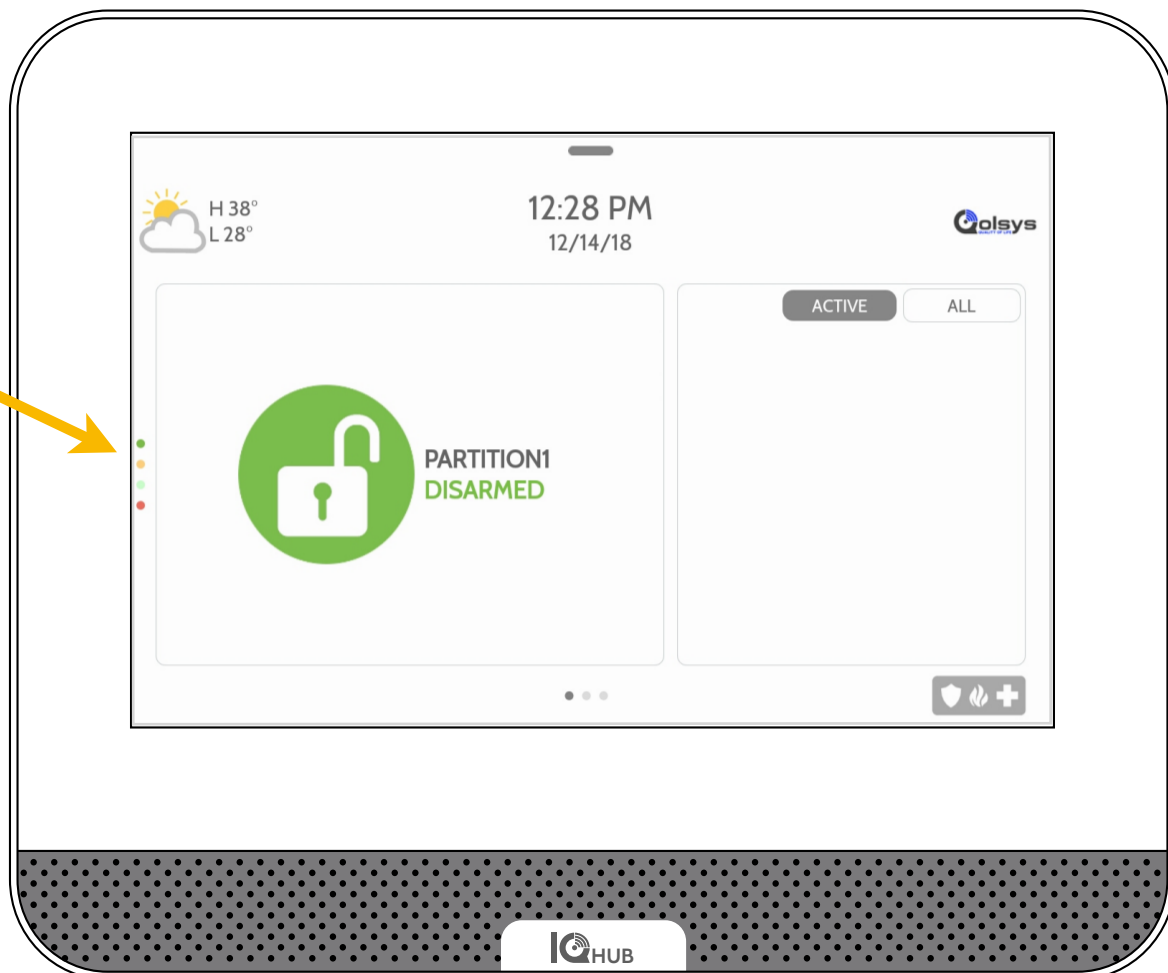 H 38°
L 28°
12:28 PM
12/14/18
Qolsys
ACTIVE
ALL
PARTITION1
DISARMED
IQ HUB